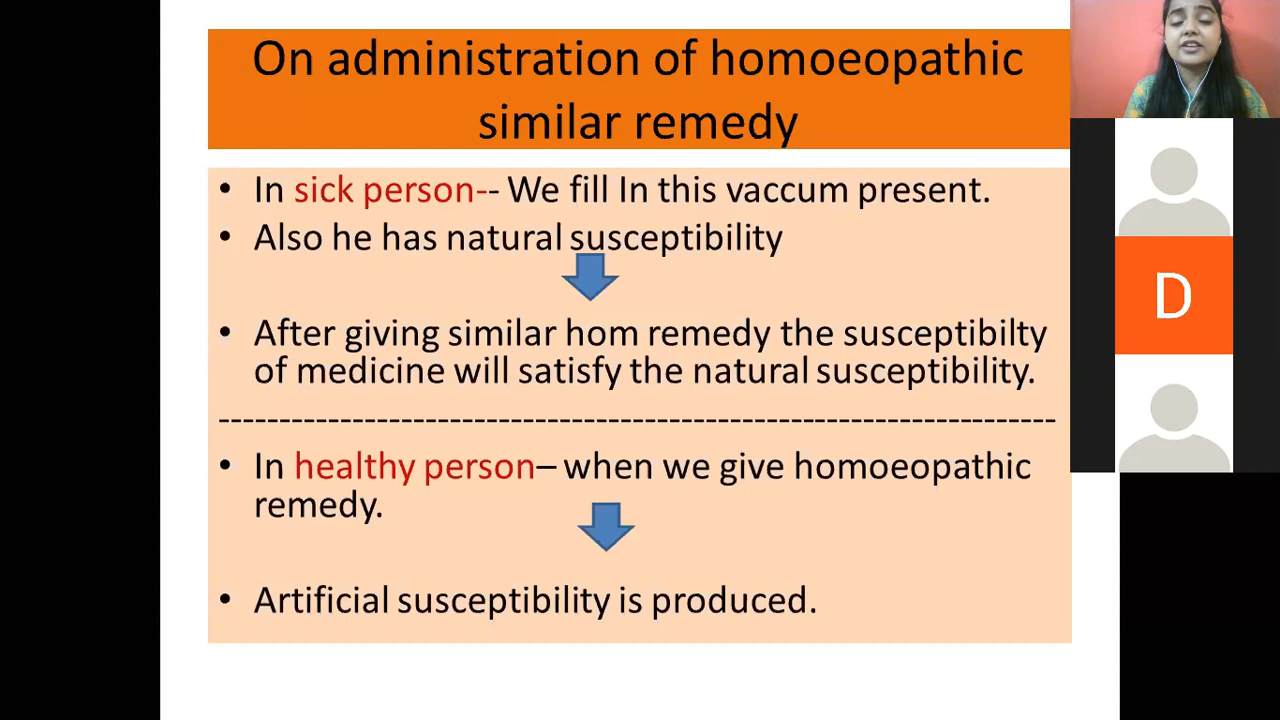 On administration of homoeopathic
similar remedy
• In sick person-- We fill In this vaccum present.
• Also he has natural susceptibility
• After giving similar hom remedy the susceptibilty
of medicine will satisfy the natural susceptibility.
--------------------------------------------------------------------
• In healthy person– when we give homoeopathic
remedy.
• Artificial susceptibility is produced.
D